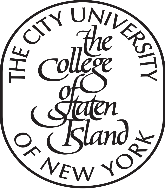 THE CITY UNIVERSITY
the
College
of
Staten
Island
OF NEW YORK